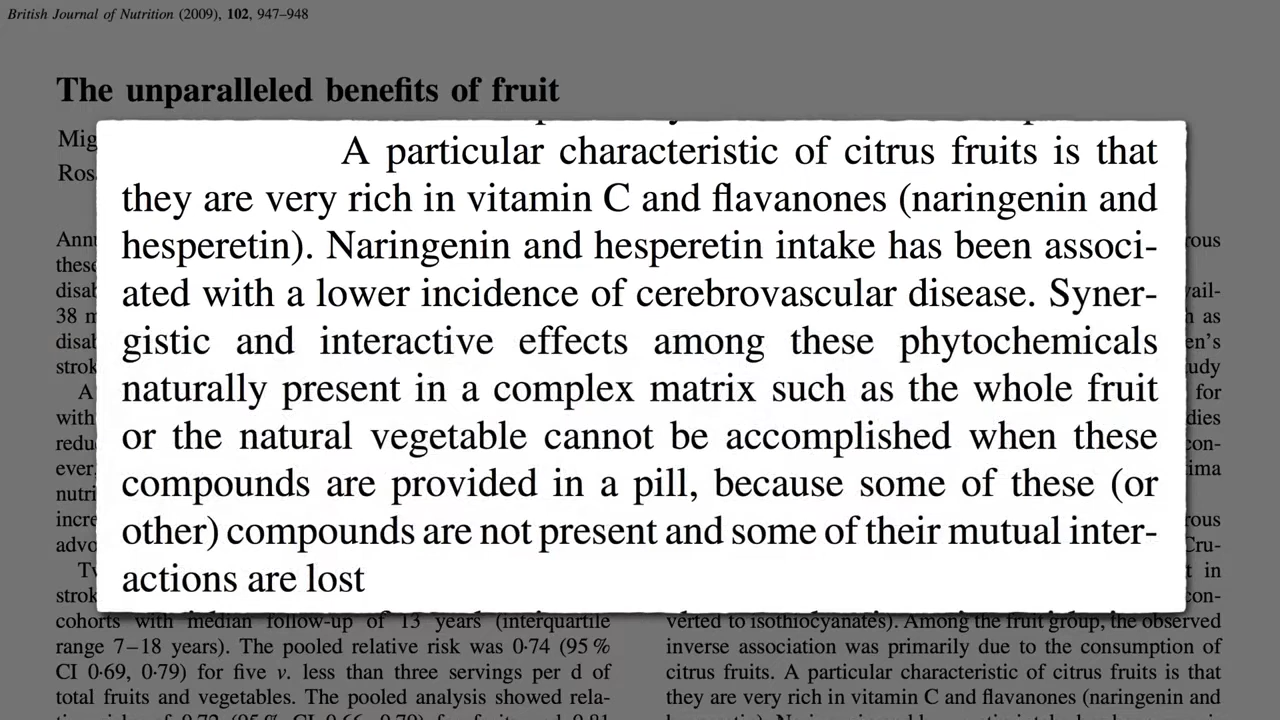 British Journal of Nutrition (2009), 102, 947–948
The unparalleled benefits of fruit
A particular characteristic of citrus fruits is that
they are very rich in vitamin C and flavanones (naringenin and
hesperetin). Naringenin and hesperetin intake has been associ-
ated with a lower incidence of cerebrovascular disease. Syner-
gistic and interactive effects among these phytochemicals
naturally present in a complex matrix such as the whole fruit
or the natural vegetable cannot be accomplished when these
compounds are provided in a pill, because some of these (or
other) compounds are not present and some of their mutual inter-
actions are lost
cohorts with median follow-up of 13 years (interquartile
range 7–18 years). The pooled relative risk was 0·74 (95 %
CI 0·69, 0·79) for five v. less than three servings per d of
total fruits and vegetables. The pooled analysis showed rela-
verted to isothiocyanates). Among the fruit group, the observed
inverse association was primarily due to the consumption of
citrus fruits. A particular characteristic of citrus fruits is that
they are very rich in vitamin C and flavanones (naringenin and